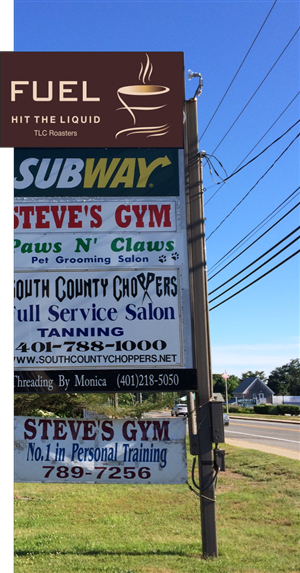 FUEL
HIT THE LIQUID
TLC Roasters
SUBWAY
STEVE'S GYM
PAWS N' CLAWS
Pet Grooming Salon
SOUTH COUNTY CHOPPERS
Full Service Salon
TANNING
401-788-1000
WWW.SOUTHCOUNTYCHOPPERS.NET
Threading By Monica (401)218-5050
STEVE'S GYM
No.1 in Personal Training
789-7256